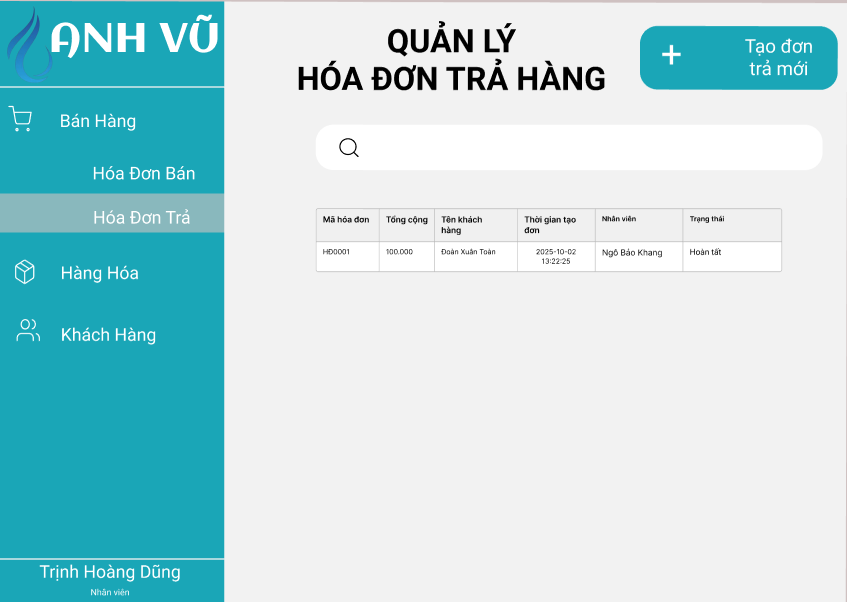 ANH VŨ
Bán Hàng
Hóa Đơn Bán
Hóa Đơn Trả
Hàng Hóa
Khách Hàng
Trịnh Hoàng Dũng
Nhân viên
QUẢN LÝ
HÓA ĐƠN TRẢ HÀNG
+
Tạo đơn
trả mới
Mã hóa đơn Tổng cộng Tên khách hàng Thời gian tạo đơn Nhân viên Trạng thái
HĐ0001 100.000 Đoàn Xuân Toàn 2025-10-02 13:22:25 Ngô Bảo Khang Hoàn tất